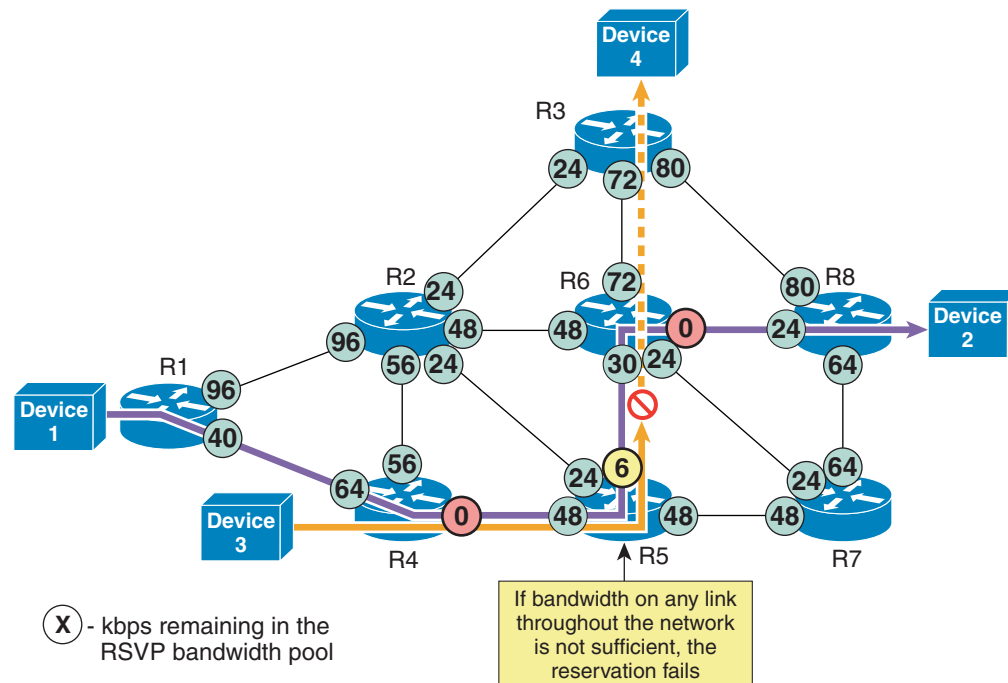 Device
4
R3
24
72
80
R2
R6
R8
24
72
80
48
48
0
24
96
56
24
30
24
64
R1
96
Device
1
40
56
64
24
6
24
64
Device
3
0
48
48
48
R4
R5
R7
Device
2
X - kbps remaining in the
RSVP bandwidth pool
If bandwidth on any link
throughout the network
is not sufficient, the
reservation fails